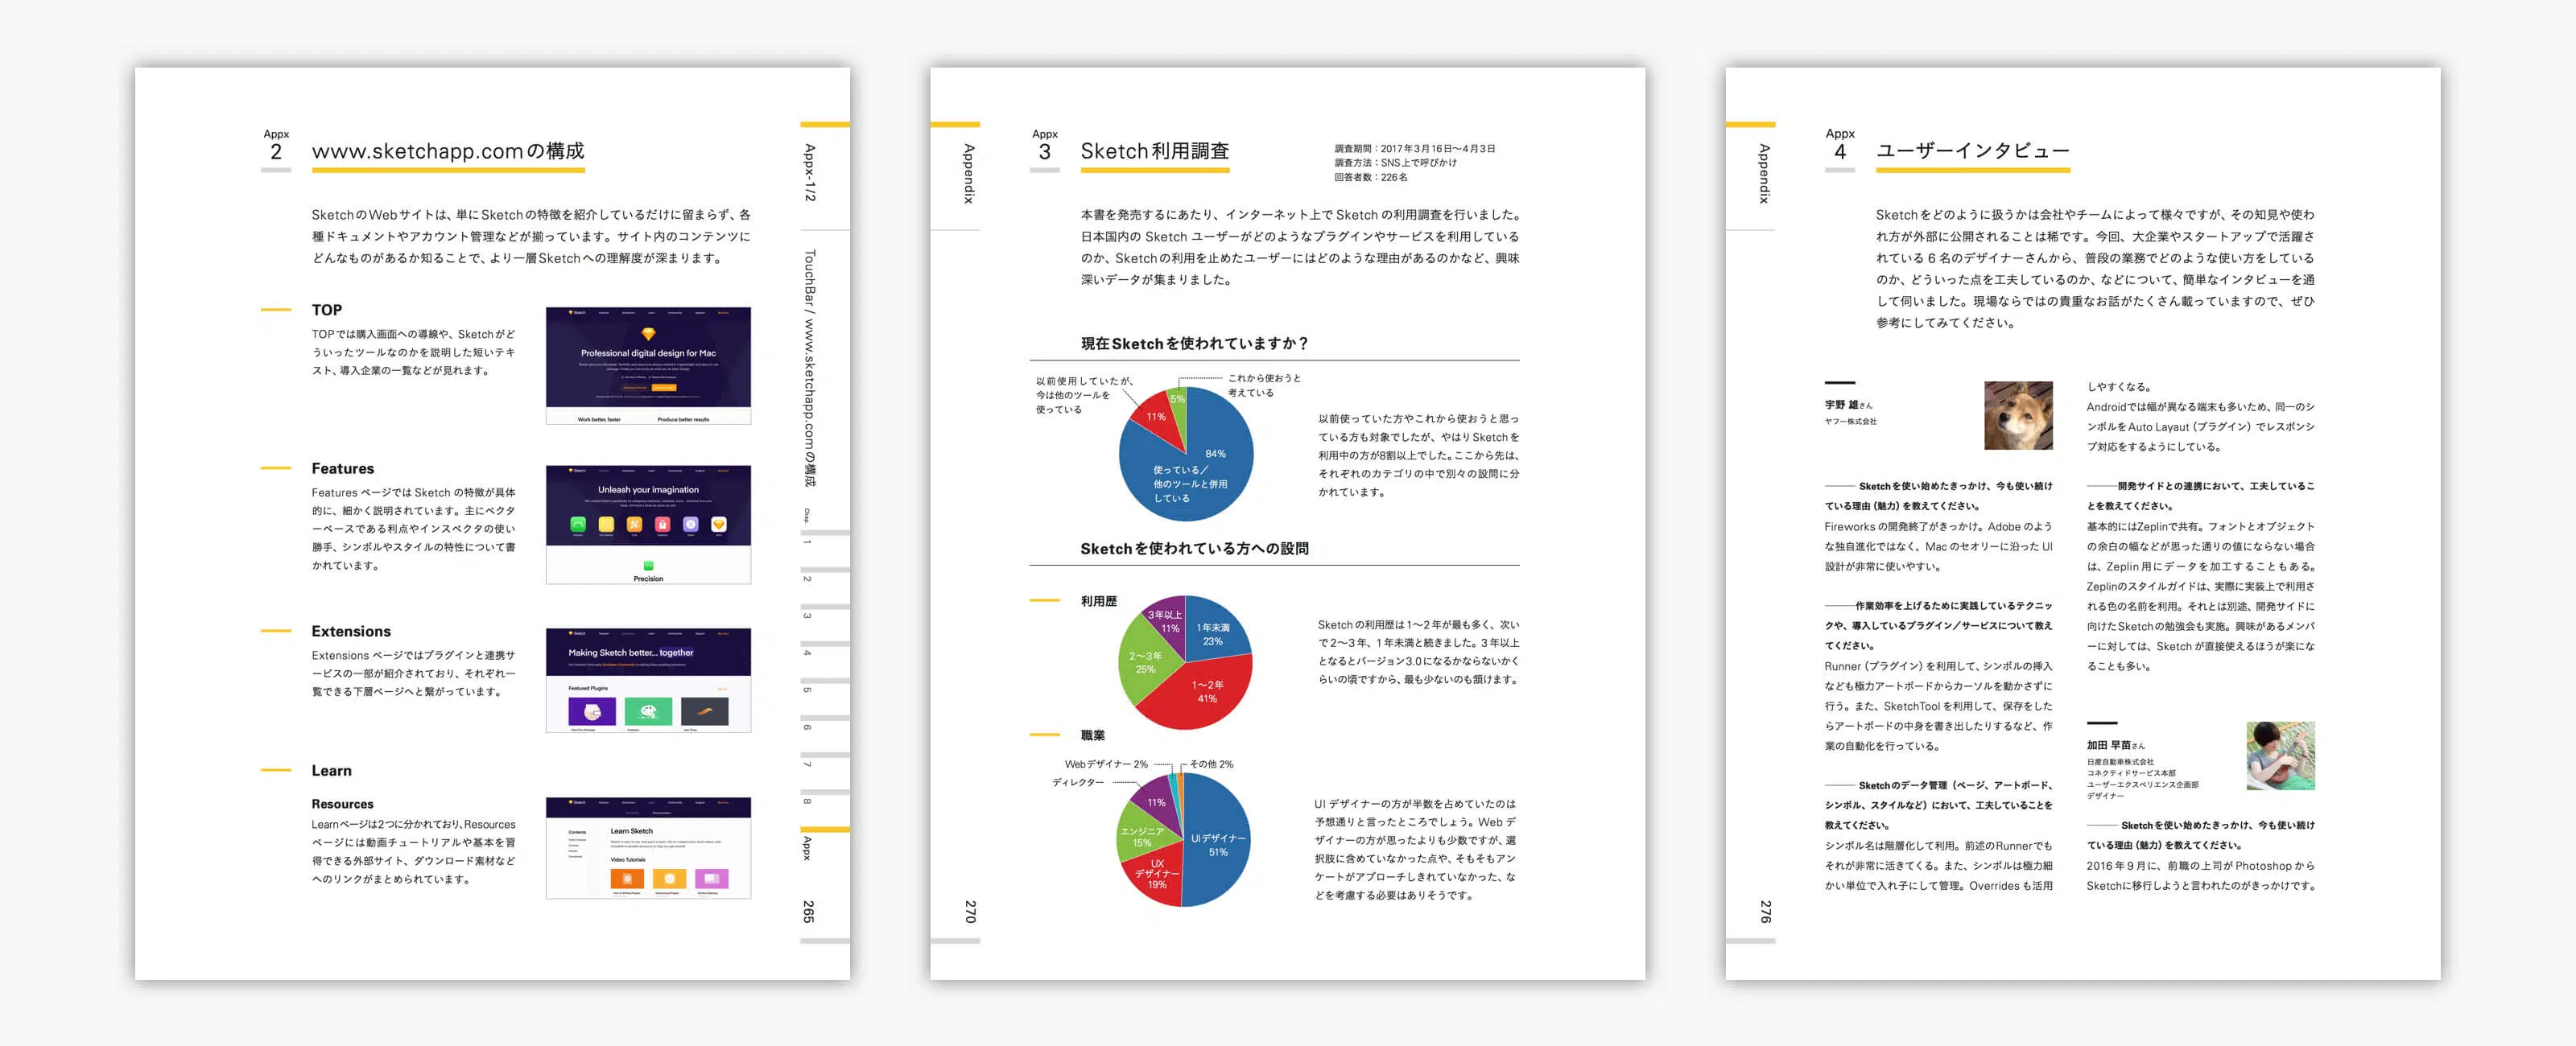 Appx
2
www.sketchapp.comの構成
SketchのWebサイトは、単にSketchの特徴を紹介しているだけに留まらず、各
種ドキュメントやアカウント管理などが揃っています。サイト内のコンテンツに
どんなものがあるか知ることで、より一層Sketchへの理解度が深まります。
TOP
TOPでは購入画面への導線や、Sketchがど
ういったツールなのかを説明した短いテキ
スト、導入企業の一覧などが見れます。
Sketch
Professional digital design for Mac
Work better, faster
Produce better results
Features
Features ページでは Sketch の特徴が具体
的に、細かく説明されています。主にベクタ
ーベースである利点やインスペクタの使い
勝手、シンボルやスタイルの特性について書
かれています。
Sketch
Unleash your imagination
Precision
Extensions
Extensions ページではプラグインと連携サ
ービスの一部が紹介されており、それぞれ一
覧できる下層ページへと繋がっています。
Sketch
Making Sketch better... together
Featured Plugins
Learn
Resources
Learnページは2つに分かれており、Resources
ページには動画チュートリアルや基本を習
得できる外部サイト、ダウンロード素材など
へのリンクがまとめられています。
Sketch
Contents
Learn Sketch
Video Tutorials
Appx-1/2
TouchBar / www.sketchapp.comの構成
Chap.
1
2
3
4
5
6
7
8
Appx
265
Appendix
270
Appx
3
Sketch利用調査
調査期間：2017年3月16日〜4月3日
調査方法：SNS上で呼びかけ
回答者数：226名
本書を発売するにあたり、インターネット上で Sketch の利用調査を行いました。
日本国内の Sketch ユーザーがどのようなプラグインやサービスを利用している
のか、Sketchの利用を止めたユーザーにはどのような理由があるのかなど、興味
深いデータが集まりました。
現在Sketchを使われていますか？
以前使用していたが、
今は他のツールを
使っている
これから使おうと
考えている
5%
11%
84%
使っている／
他のツールと併用
している
以前使っていた方やこれから使おうと思っ
ている方も対象でしたが、やはりSketchを
利用中の方が8割以上でした。ここから先は、
それぞれのカテゴリの中で別々の設問に分
かれています。
Sketchを使われている方への設問
利用歴
3年以上
11%
1年未満
23%
2〜3年
25%
1〜2年
41%
Sketchの利用歴は1〜2年が最も多く、次い
で2〜3年、1年未満と続きました。3年以上
となるとバージョン3.0になるかならないかく
らいの頃ですから、最も少ないのも頷けます。
職業
Webデザイナー 2%
その他 2%
ディレクター
11%
エンジニア
15%
UIデザイナー
51%
UX
デザイナー
19%
UI デザイナーの方が半数を占めていたのは
予想通りと言ったところでしょう。Web デ
ザイナーの方が思ったよりも少数ですが、選
択肢に含めていなかった点や、そもそもアン
ケートがアプローチしきれていなかった、な
どを考慮する必要はありそうです。
Appendix
276
Appx
4
ユーザーインタビュー
Sketchをどのように扱うかは会社やチームによって様々ですが、その知見や使わ
れ方が外部に公開されることは稀です。今回、大企業やスタートアップで活躍さ
れている 6 名のデザイナーさんから、普段の業務でどのような使い方をしている
のか、どういった点を工夫しているのか、などについて、簡単なインタビューを通
して伺いました。現場ならではの貴重なお話がたくさん載っていますので、ぜひ
参考にしてみてください。
宇野 雄さん
ヤフー株式会社
―― Sketchを使い始めたきっかけ、今も使い続け
ている理由（魅力）を教えてください。
Fireworks の開発終了がきっかけ。Adobe のよう
な独自進化ではなく、Mac のセオリーに沿った UI
設計が非常に使いやすい。
――作業効率を上げるために実践しているテクニッ
クや、導入しているプラグイン／サービスについて教え
てください。
Runner（プラグイン）を利用して、シンボルの挿入
なども極力アートボードからカーソルを動かさずに
行う。また、SketchTool を利用して、保存をした
らアートボードの中身を書き出したりするなど、作
業の自動化を行っている。
―― Sketchのデータ管理（ページ、アートボード、
シンボル、スタイルなど）において、工夫していることを
教えてください。
シンボル名は階層化して利用。前述のRunnerでも
それが非常に活きてくる。また、シンボルは極力細
かい単位で入れ子にして管理。Overrides も活用
しやすくなる。
Androidでは幅が異なる端末も多いため、同一のシ
ンボルをAuto Layaut（プラグイン）でレスポンシ
ブ対応をするようにしている。
――開発サイドとの連携において、工夫しているこ
とを教えてください。
基本的にはZeplinで共有。フォントとオブジェクト
の余白の幅などが思った通りの値にならない場合
は、Zeplin 用にデータを加工することもある。
Zeplinのスタイルガイドは、実際に実装上で利用さ
れる色の名前を利用。それとは別途、開発サイドに
向けたSketchの勉強会も実施。興味があるメンバ
ーに対しては、Sketch が直接使えるほうが楽にな
ることも多い。
加田 早苗さん
日産自動車株式会社
コネクティドサービス本部
ユーザーエクスペリエンス企画部
デザイナー
―― Sketchを使い始めたきっかけ、今も使い続け
ている理由（魅力）を教えてください。
2016 年 9 月に、前職の上司が Photoshop から
Sketchに移行しようと言われたのがきっかけです。